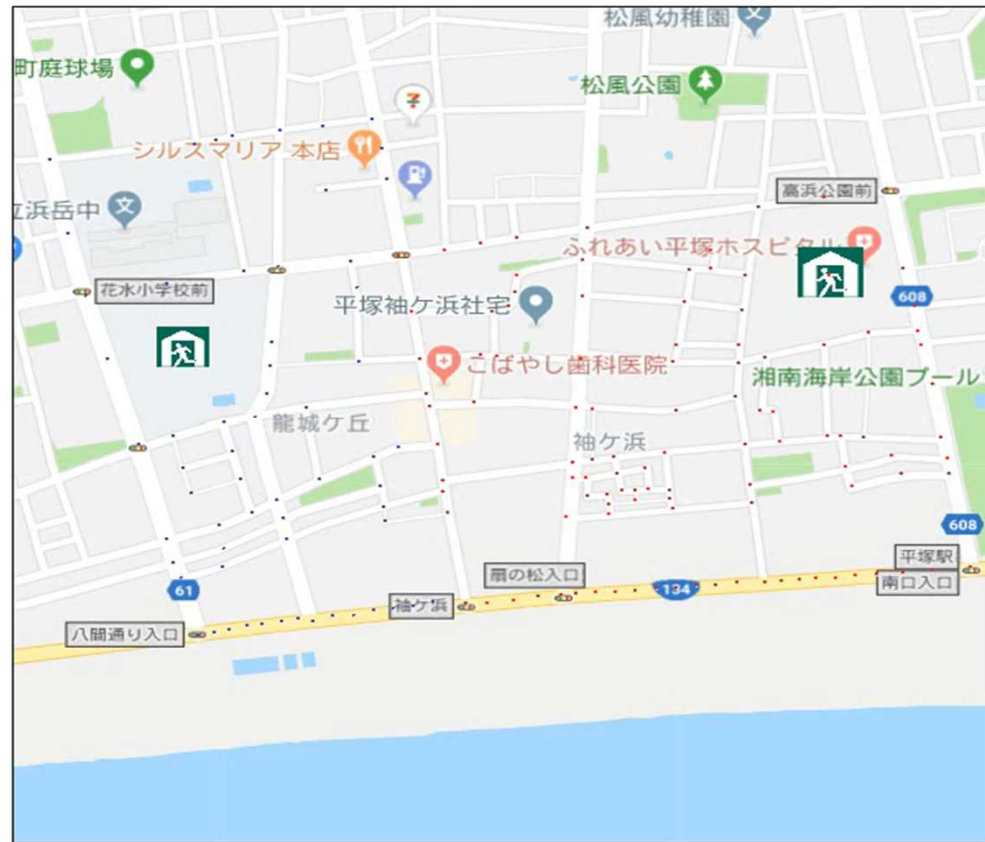 松風幼稚園
町庭球場
松風公園
シルスマリア 本店
高浜公園前
立浜岳中
ふれあい平塚ホスピタル
花水小学校前
平塚袖ケ浜社宅
608
こばやし歯科医院
湘南海岸公園プール
龍城ケ丘
袖ケ浜
608
平塚駅
南口入口
扇の松入口
134
61
袖ケ浜
八間通り入口